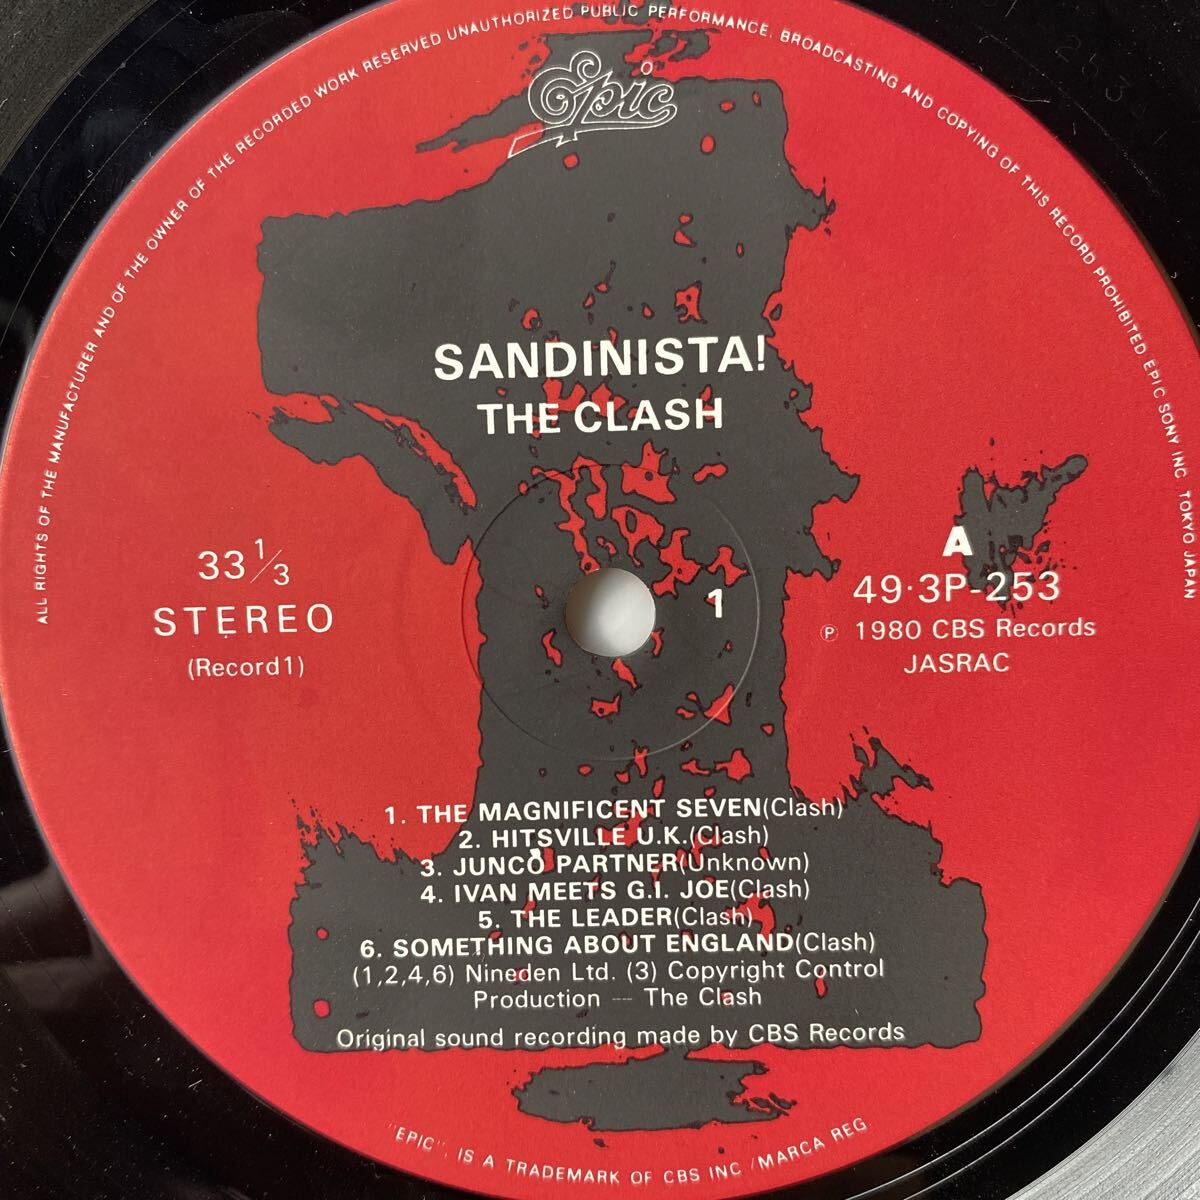 ALL RIGHTS OF THE MANUFACTURER AND OF THE OWNER OF THE RECORDED WORK RESERVED UNAUTHORIZED PUBLIC PERFORMANCE. BROADCASTING AND COPYING OF THIS RECORD PROHIBITED EPIC SONY INC TOKYO JAPAN
Epic
SANDINISTA!
THE CLASH
33 1/3
STEREO
(Record1)
1
A
49·3P-253
Ⓟ 1980 CBS Records
JASRAC
1. THE MAGNIFICENT SEVEN(Clash)
2. HITSVILLE U.K.(Clash)
3. JUNCO PARTNER(Unknown)
4. IVAN MEETS G.I. JOE(Clash)
5. THE LEADER(Clash)
6. SOMETHING ABOUT ENGLAND(Clash)
(1,2,4,6) Nineden Ltd. (3) Copyright Control
Production — The Clash
Original sound recording made by CBS Records
"EPIC", IS A TRADEMARK OF CBS INC /MARCA REG